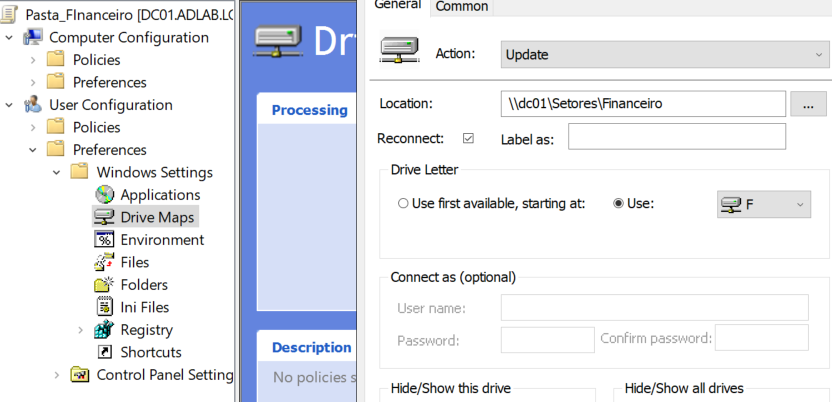 Pasta_FInanceiro [DC01.ADLAB.LC
Computer Configuration
Policies
Preferences
User Configuration
Policies
Preferences
Windows Settings
Applications
Drive Maps
Environment
Files
Folders
Ini Files
Registry
Shortcuts
Control Panel Setting
Dri
Processing
Description
No policies s
General
Common
Action:
Update
Location:
\\dc01\Setores\Financeiro
...
Reconnect:
Label as:
Drive Letter
Use first available, starting at:
Use:
F
Connect as (optional)
User name:
Password:
Confirm password:
Hide/Show this drive
Hide/Show all drives